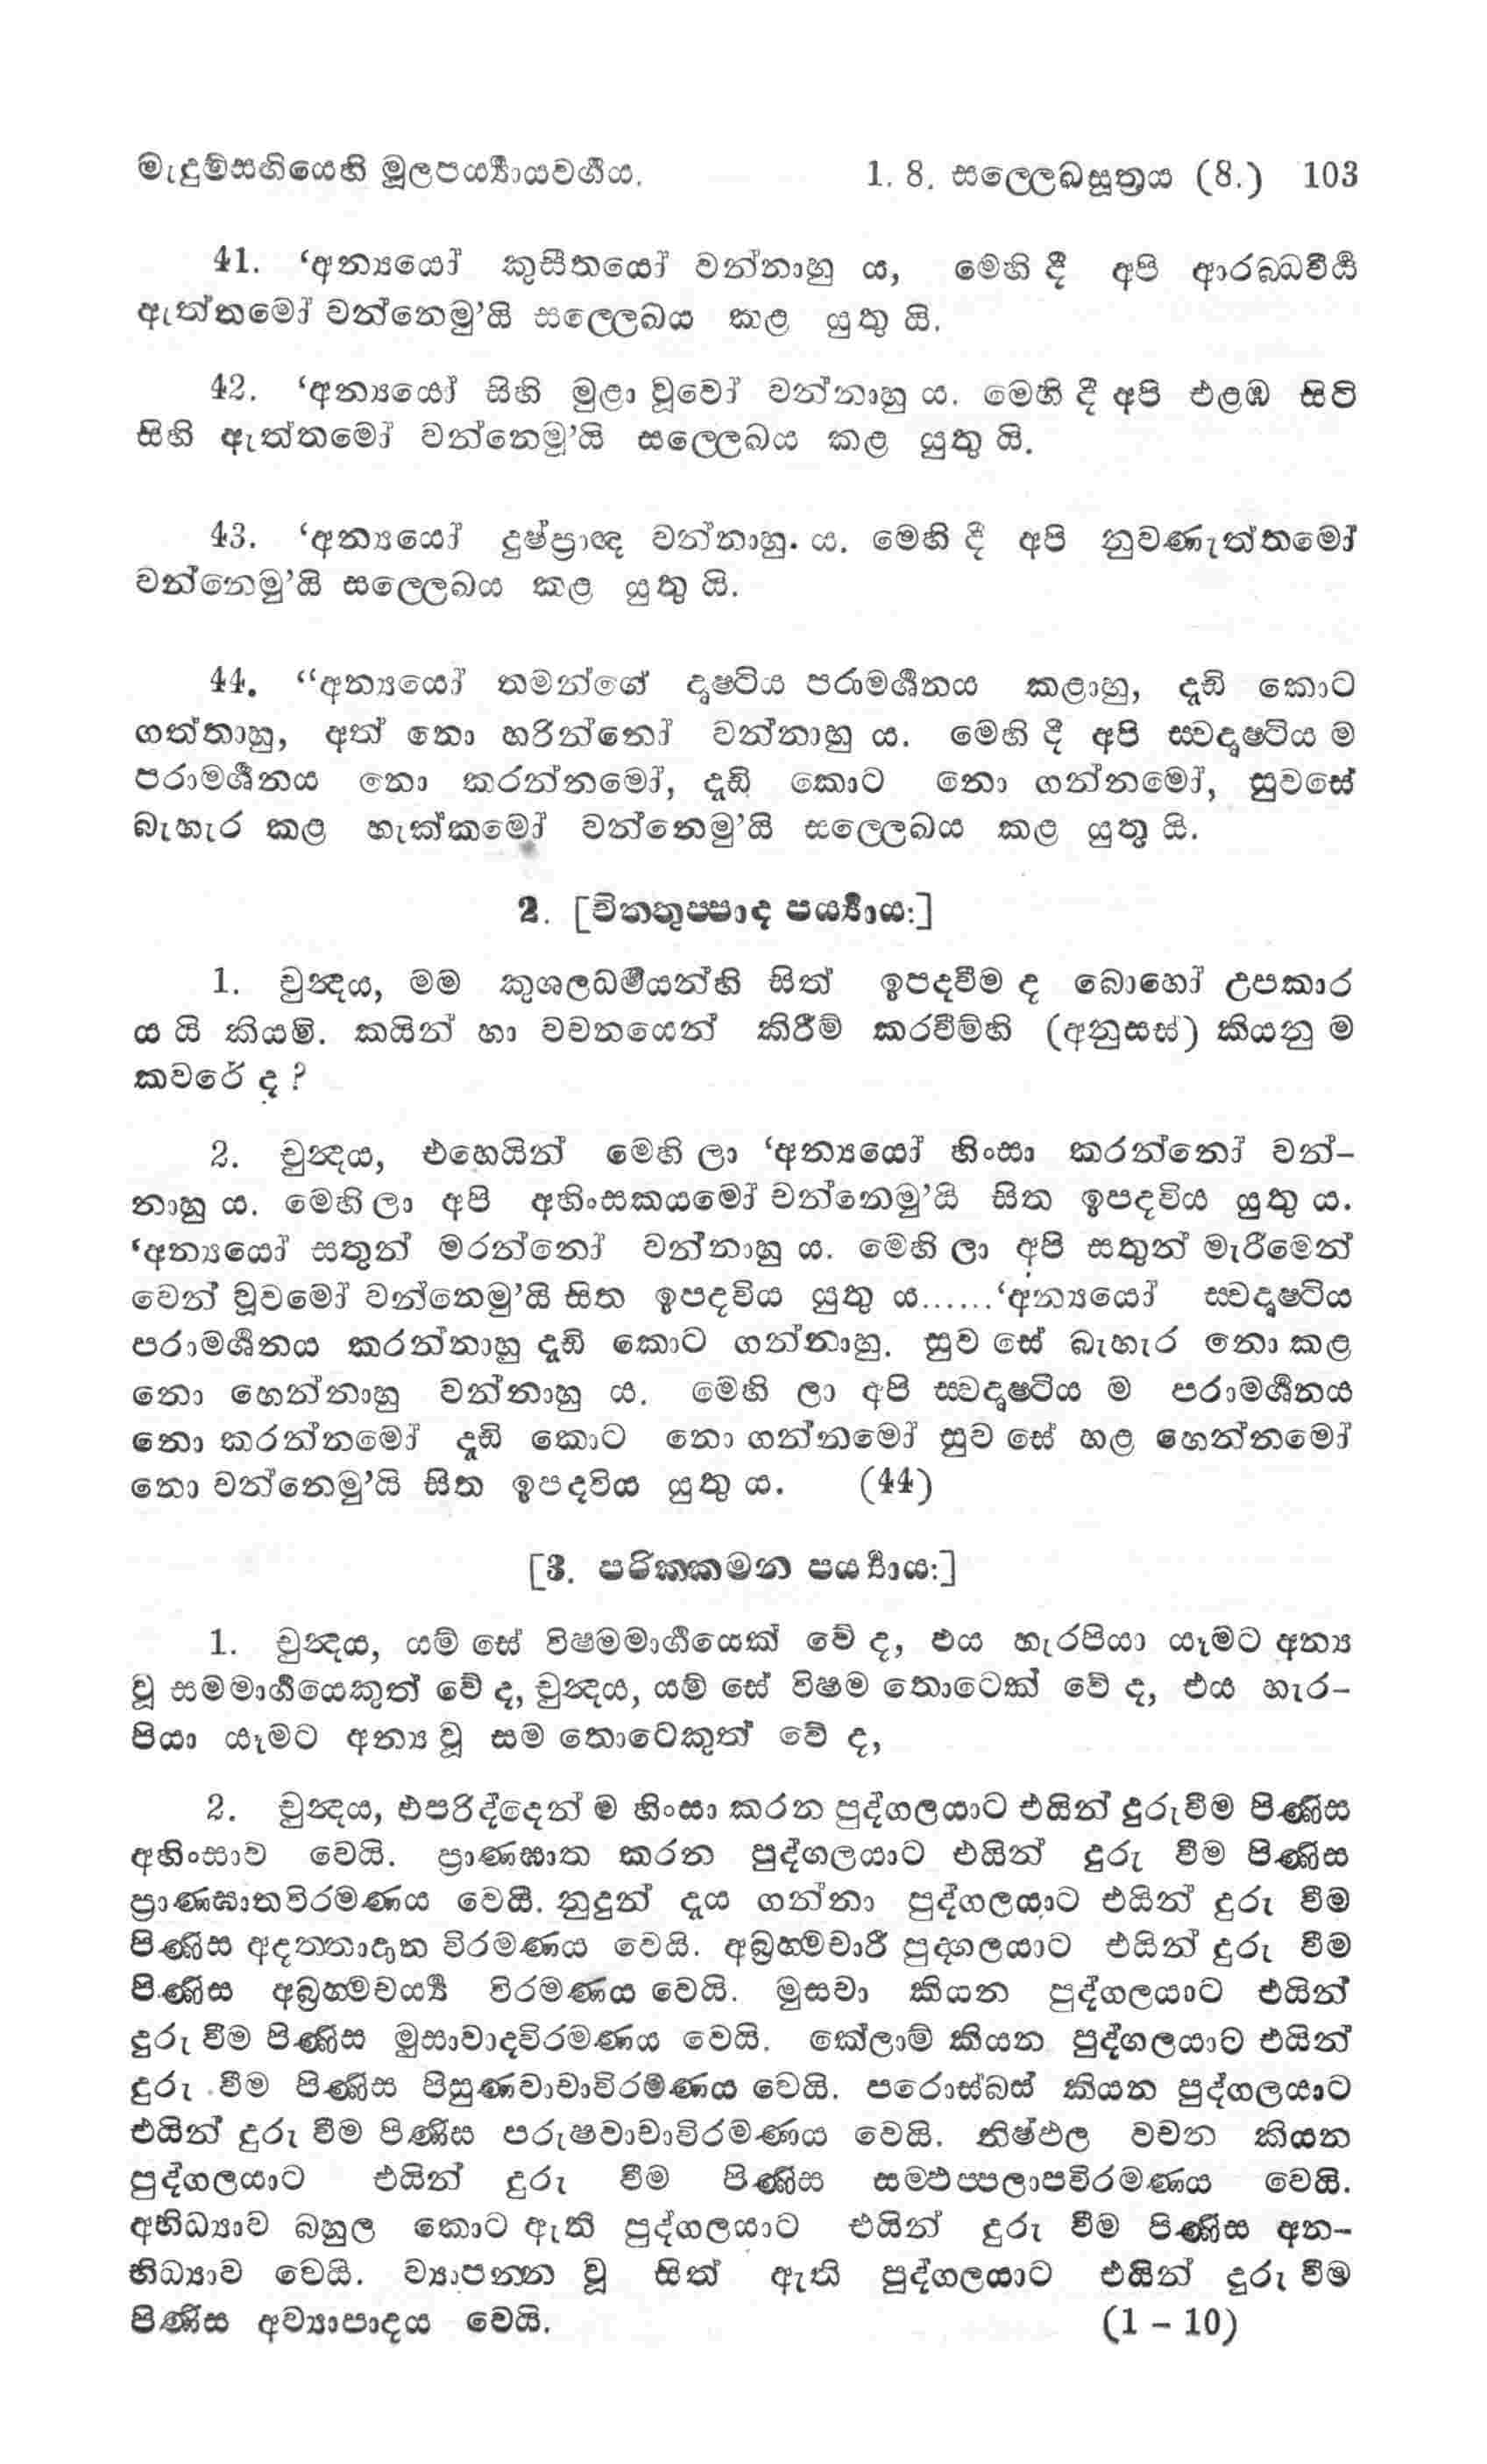 මැදුම්සඟියෙහි මූලපය්‍ර්‍යායවර්‍ගය.
1. 8. සල්ලෙඛසූත්‍රය (8.) 103
41. ‘අන්‍යයෝ කුසීතයෝ වන්නාහු ය, මෙහි දී අපි ආරබ්ධවීර්‍ය්‍ය
ඇත්තමෝ වන්නෙමු’යි සල්ලෙඛය කළ යුතු යි.
42. ‘අන්‍යයෝ සිහි මුළා වූවෝ වන්නාහු ය. මෙහි දී අපි එළඹ සිටි
සිහි ඇත්තමෝ වන්නෙමු’යි සල්ලෙඛය කළ යුතු යි.
43. ‘අන්‍යයෝ දුෂ්ප්‍රාඥ වන්නාහු. ය. මෙහි දී අපි නුවණැත්තමෝ
වන්නෙමු’යි සල්ලෙඛය කළ යුතු යි.
44. “අන්‍යයෝ තමන්ගේ දෘෂ්ටිය පරාමර්‍ශනය කළාහු, දැඩි කොට
ගත්තාහු, අත් නො හරින්නෝ වන්නාහු ය. මෙහි දී අපි ස්වදෘෂ්ටිය ම
පරාමර්‍ශනය නො කරන්නමෝ, දැඩි කොට නො ගන්නමෝ, සුවසේ
බැහැර කළ හැක්කමෝ වන්නෙමු’යි සල්ලෙඛය කළ යුතු යි.
2. [චිත්තුප්පාද පර්‍ය්‍යායඃ]
1. චුන්‍දය, මම කුශලධර්‍මයන්හි සිත් ඉපදවීම ද බොහෝ උපකාර
ය යි කියමි. කයින් හා වචනයෙන් කිරීම් කරවීම්හි (අනුසස්) කියනු ම
කවරේ ද ?
2. චුන්‍දය, එහෙයින් මෙහි ලා ‘අන්‍යයෝ හිංසා කරන්නෝ වන්-
නාහු ය. මෙහි ලා අපි අහිංසකයමෝ වන්නෙමු’යි සිත ඉපදවිය යුතු ය.
‘අන්‍යයෝ සතුන් මරන්නෝ වන්නාහු ය. මෙහි ලා අපි සතුන් මැරීමෙන්
වෙන් වූවමෝ වන්නෙමු’යි සිත ඉපදවිය යුතු ය......‘අන්‍යයෝ ස්වදෘෂ්ටිය
පරාමර්‍ශනය කරන්නාහු දැඩි කොට ගන්නාහු. සුව සේ බැහැර නො කළ
නො හෙන්නාහු වන්නාහු ය. මෙහි ලා අපි ස්වදෘෂ්ටිය ම පරාමර්‍ශනය
නො කරන්නමෝ දැඩි කොට නො ගන්නමෝ සුව සේ හළ හෙන්නමෝ
නො වන්නෙමු’යි සිත ඉපදවිය යුතු ය. (44)
[3. පරික්කමන පර්‍ය්‍යායඃ]
1. චුන්‍දය, යම් සේ විෂමමාර්‍ගයෙක් වේ ද, එය හැරපියා යෑමට අන්‍ය
වූ සමමාර්‍ගයෙකුත් වේ ද, චුන්‍දය, යම් සේ විෂම තොටෙක් වේ ද, එය හැර-
පියා යෑමට අන්‍ය වූ සම තොටෙකුත් වේ ද,
2. චුන්‍දය, එපරිද්දෙන් ම හිංසා කරන පුද්ගලයාට එයින් දුරුවීම පිණිස
අහිංසාව වෙයි. ප්‍රාණඝාත කරන පුද්ගලයාට එයින් දුරු වීම පිණිස
ප්‍රාණඝාතවිරමණය වෙයි. නුදුන් දෑය ගන්නා පුද්ගලයාට එයින් දුරු වීම
පිණිස අදත්තාදාන විරමණය වෙයි. අබ්‍රහ්මචාරී පුද්ගලයාට එයින් දුරු වීම
පිණිස අබ්‍රහ්මචර්‍ය්‍ය විරමණය වෙයි. මුසවා කියන පුද්ගලයාට එයින්
දුරු වීම පිණිස මුසාවාදවිරමණය වෙයි. කේලාම් කියන පුද්ගලයාට එයින්
දුරු වීම පිණිස පිසුණවාචාවිරමණය වෙයි. පරොස්බස් කියන පුද්ගලයාට
එයින් දුරු වීම පිණිස පරුෂවාචාවිරමණය වෙයි. නිෂ්ඵල වචන කියන
පුද්ගලයාට එයින් දුරු වීම පිණිස සම්ඵප්පලාපවිරමණය වෙයි.
අභිධ්‍යාව බහුල කොට ඇති පුද්ගලයාට එයින් දුරු වීම පිණිස අන-
භිධ්‍යාව වෙයි. ව්‍යාපන්න වූ සිත් ඇති පුද්ගලයාට එයින් දුරු වීම
පිණිස අව්‍යාපාදය වෙයි. (1 – 10)